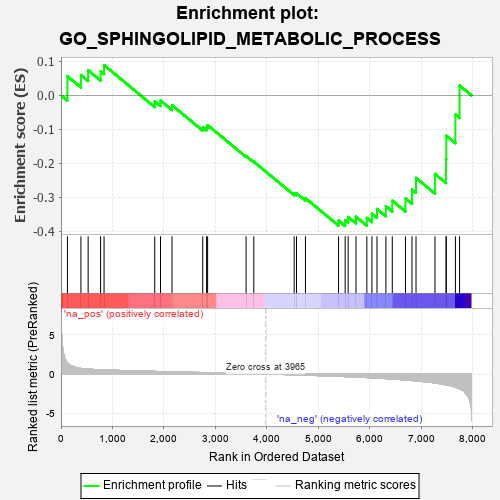 Enrichment plot:
GO_SPHINGOLIPID_METABOLIC_PROCESS
Enrichment score (ES)
0.1
0.0
-0.1
-0.2
-0.3
-0.4
'na_pos' (positively correlated)
Ranked list metric (PreRanked)
5
0
-5
Zero cross at 3965
'na_neg' (negatively correlated)
0 1,000 2,000 3,000 4,000 5,000 6,000 7,000 8,000
Rank in Ordered Dataset
Enrichment profile Hits Ranking metric scores